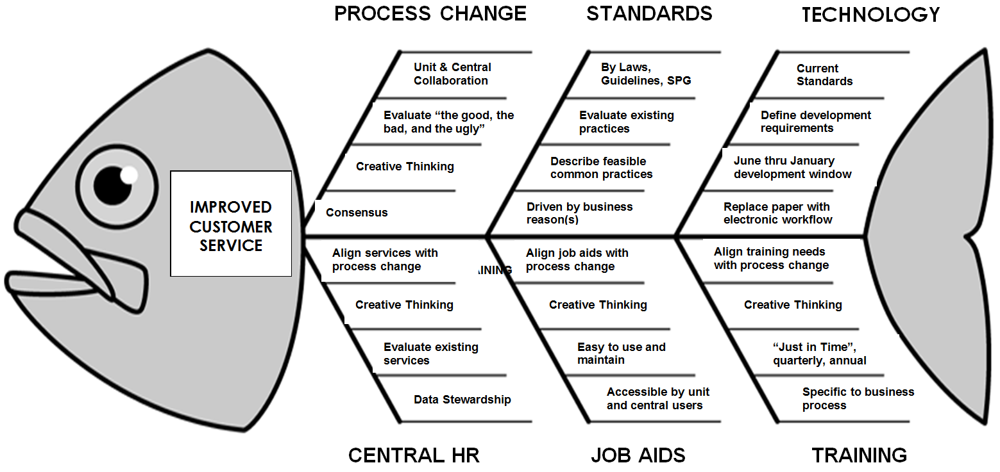 PROCESS CHANGE
STANDARDS
TECHNOLOGY
Unit & Central
Collaboration
Evaluate “the good, the
bad, and the ugly”
Creative Thinking
Consensus
By Laws,
Guidelines, SPG
Evaluate existing
practices
Describe feasible
common practices
Driven by business
reason(s)
Current
Standards
Define development
requirements
June thru January
development window
Replace paper with
electronic workflow
IMPROVED
CUSTOMER
SERVICE
Align services with
process change
Creative Thinking
Evaluate existing
services
Data Stewardship
AINING
Align job aids with
process change
Creative Thinking
Easy to use and
maintain
Accessible by unit
and central users
Align training needs
with process change
Creative Thinking
“Just in Time”,
quarterly, annual
Specific to business
process
CENTRAL HR
JOB AIDS
TRAINING